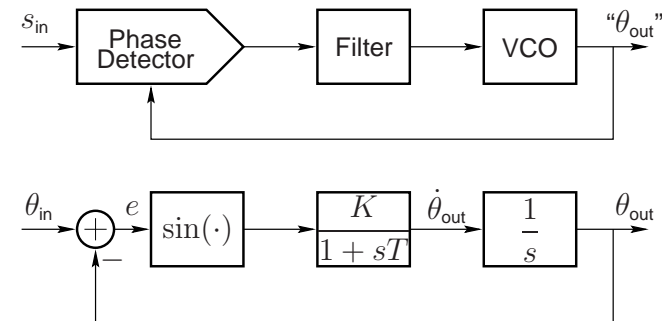 s_in
Phase Detector
Filter
VCO
“θ_out”
θ_in
+
−
e
sin(·)
K
1 + sT
θ̇_out
1
s
θ_out